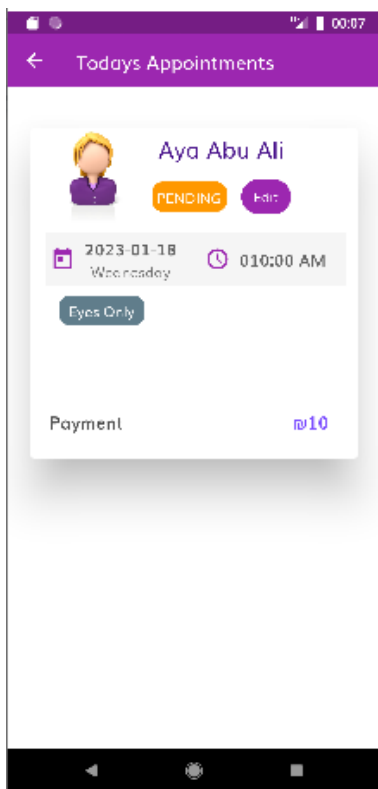 00:07
Todays Appointments
Aya Abu Ali
PENDING Edit
2023-01-18
Wednesday
010:00 AM
Eyes Only
Payment ₪10